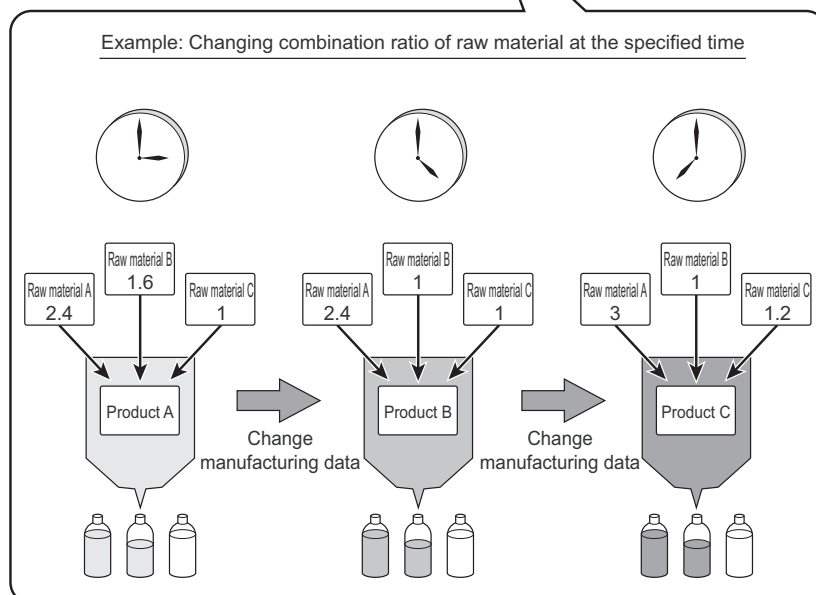 Example: Changing combination ratio of raw material at the specified time
Raw material A
2.4
Raw material B
1.6
Raw material C
1
Product A
Change
manufacturing data
Raw material A
2.4
Raw material B
1
Raw material C
1
Product B
Change
manufacturing data
Raw material A
3
Raw material B
1
Raw material C
1.2
Product C